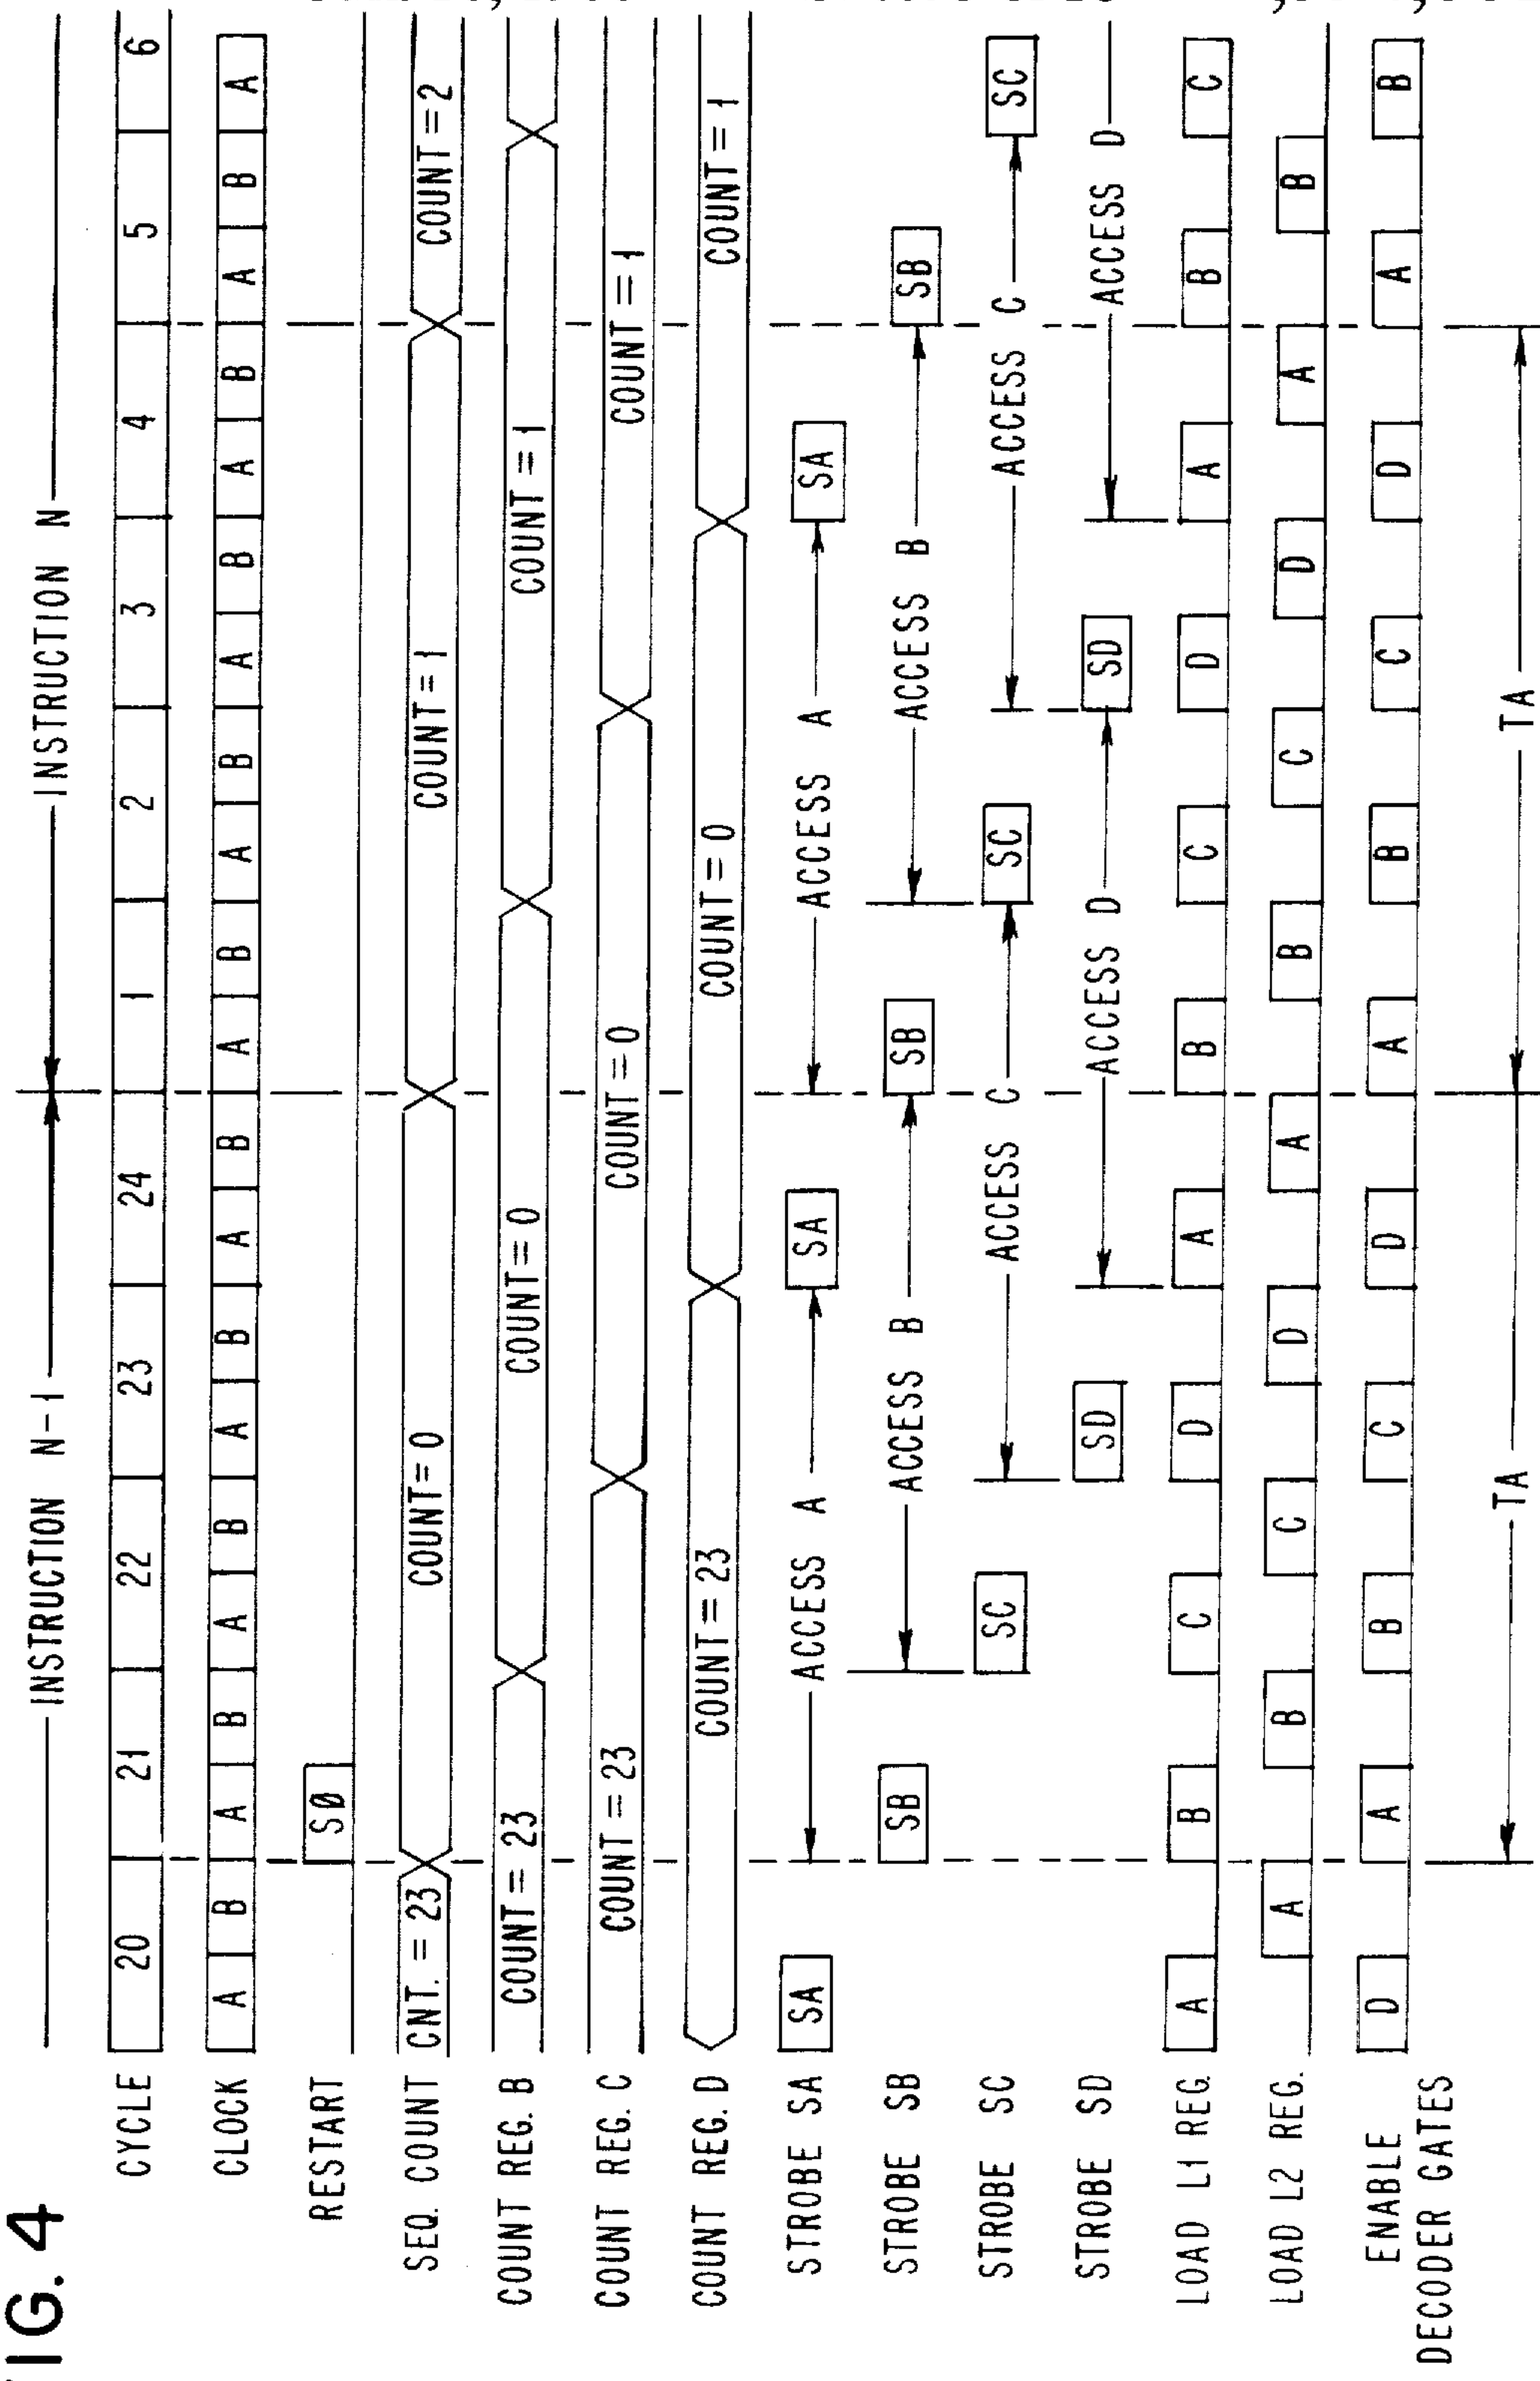 FIG. 4
INSTRUCTION N-1 INSTRUCTION N
CYCLE 20 21 22 23 24 1 2 3 4 5 6
CLOCK A B A B A B A B A B A B A B A B A B A B A
RESTART SØ
SEQ. COUNT CNT. = 23 COUNT = 0 COUNT = 1 COUNT = 2
COUNT REG. B COUNT = 23 COUNT = 0 COUNT = 1
COUNT REG. C COUNT = 23 COUNT = 0 COUNT = 1
COUNT REG. D COUNT = 23 COUNT = 0 COUNT = 1
STROBE SA SA ACCESS A SA ACCESS A SA
STROBE SB SB ACCESS B SB ACCESS B SB
STROBE SC SC ACCESS C SC ACCESS C SC
STROBE SD SD ACCESS D SD ACCESS D
LOAD L1 REG. A B C D A B C D A B C
LOAD L2 REG. A B C D A B C D A B
ENABLE D A B C D A B C D A B
DECODER GATES
TA TA